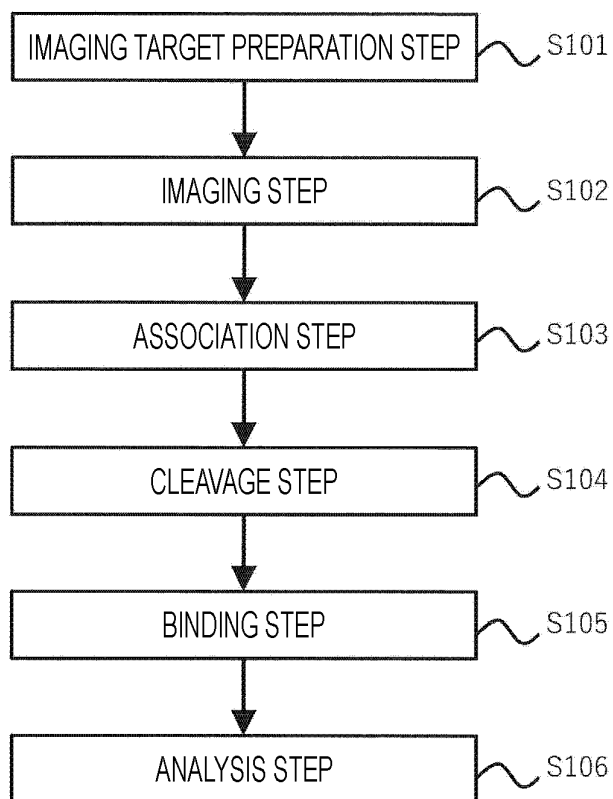 IMAGING TARGET PREPARATION STEP S101
IMAGING STEP S102
ASSOCIATION STEP S103
CLEAVAGE STEP S104
BINDING STEP S105
ANALYSIS STEP S106